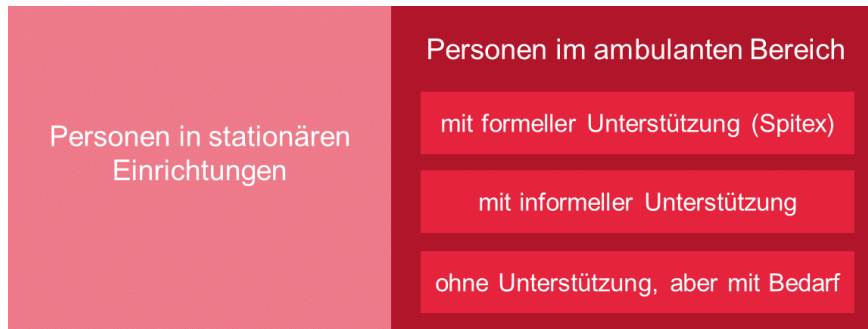 Personen in stationären
Einrichtungen
Personen im ambulanten Bereich
mit formeller Unterstützung (Spitex)
mit informeller Unterstützung
ohne Unterstützung, aber mit Bedarf